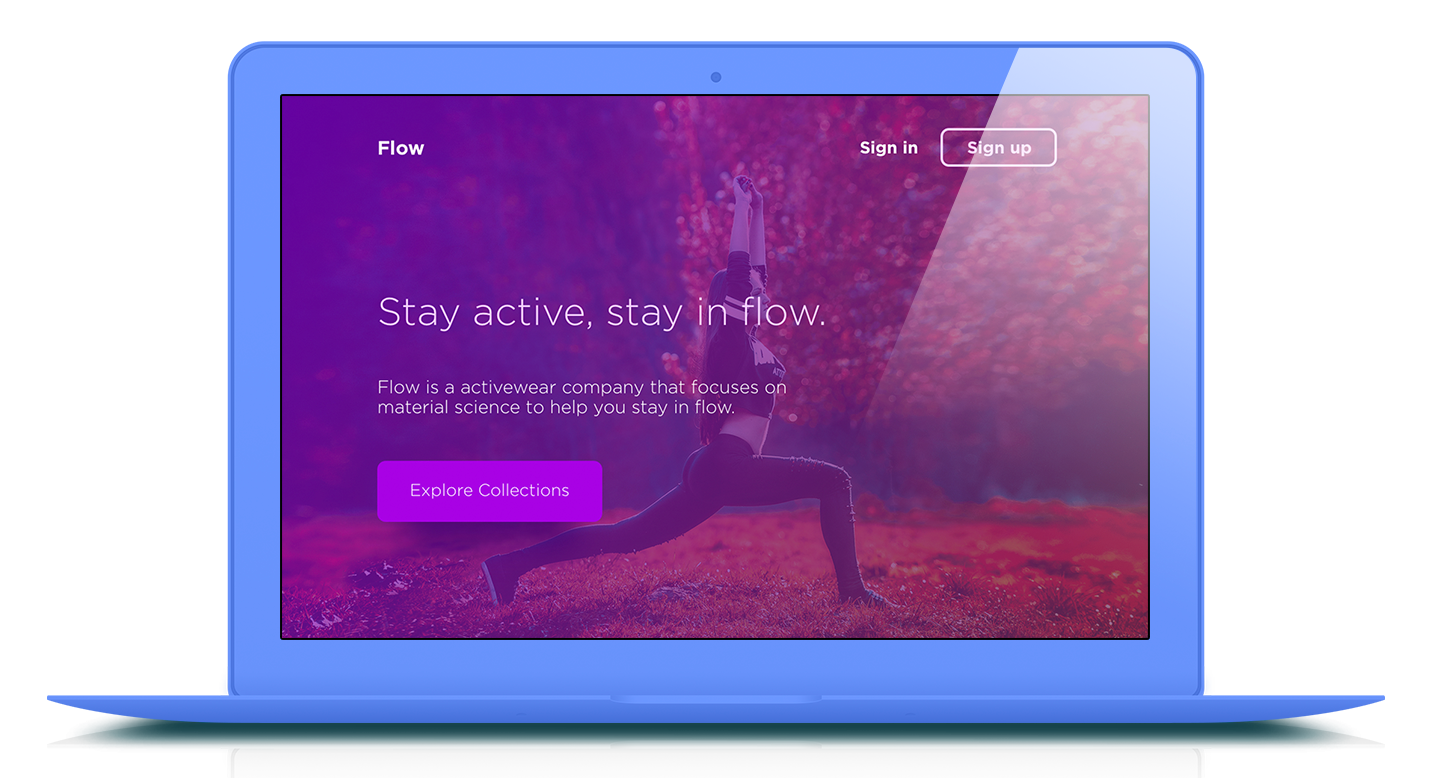 Flow
Sign in
Sign up
Stay active, stay in flow.
Flow is a activewear company that focuses on
material science to help you stay in flow.
Explore Collections